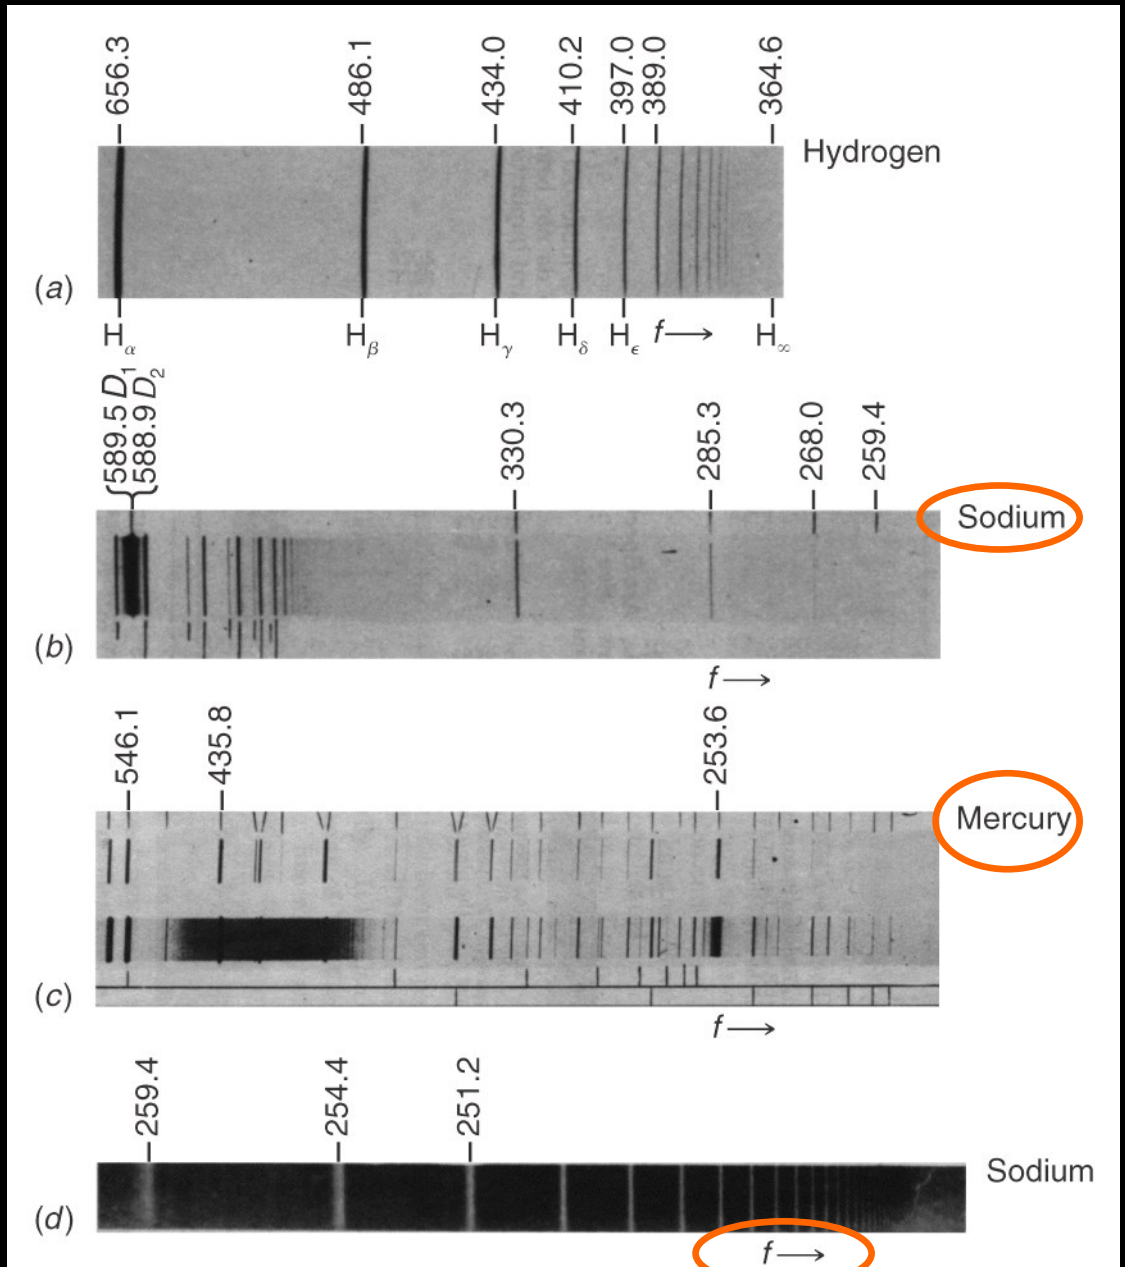 656.3 486.1 434.0 410.2 397.0 389.0 364.6
Hydrogen
(a)
Hα Hβ Hγ Hδ Hϵ f⟶ H∞
589.5 D1
588.9 D2
330.3 285.3 268.0 259.4
Sodium
(b)
f⟶
546.1 435.8 253.6
Mercury
(c)
f⟶
259.4 254.4 251.2
Sodium
(d)
f⟶